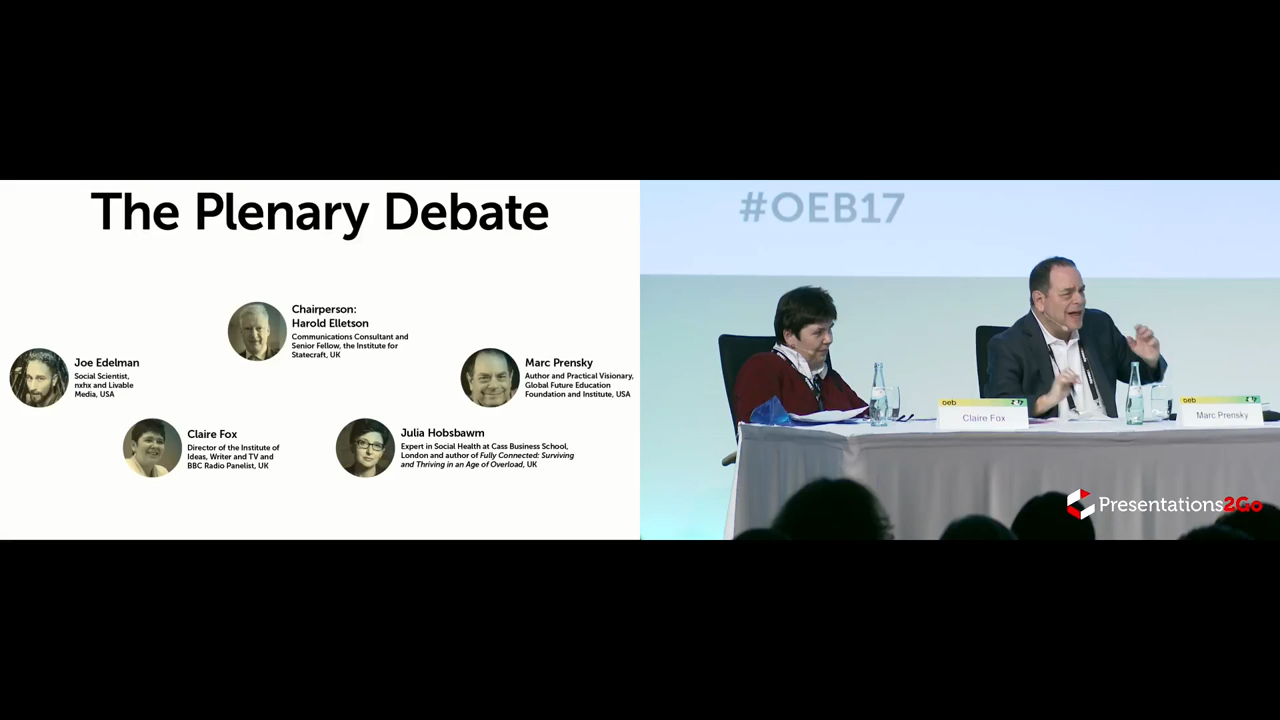 The Plenary Debate
Chairperson:
Harold Elletson
Communications Consultant and
Senior Fellow, the Institute for
Statecraft, UK
Joe Edelman
Social Scientist,
nxhx and Livable
Media, USA
Marc Prensky
Author and Practical Visionary,
Global Future Education
Foundation and Institute, USA
Claire Fox
Director of the Institute of
Ideas, Writer and TV and
BBC Radio Panelist, UK
Julia Hobsbawm
Expert in Social Health at Cass Business School,
London and author of Fully Connected: Surviving
and Thriving in an Age of Overload, UK
#OEB17
oeb
Claire Fox
oeb
Marc Prensky
Presentations2Go